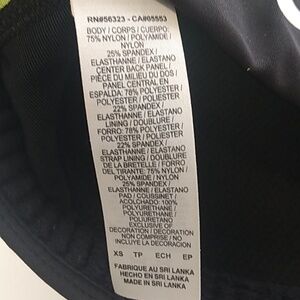 RN#56323 - CA#05553
BODY / CORPS / CUERPO:
75% NYLON / POLYAMIDE /
NYLON
25% SPANDEX /
ELASTHANNE / ELASTANO
CENTER BACK PANEL /
PIÈCE DU MILIEU DU DOS /
PANEL CENTRAL EN
ESPALDA: 78% POLYESTER /
POLYESTER / POLIÉSTER
22% SPANDEX /
ELASTHANNE / ELASTANO
LINING / DOUBLURE /
FORRO: 78% POLYESTER /
POLYESTER / POLIÉSTER
22% SPANDEX /
ELASTHANNE / ELASTANO
STRAP LINING / DOUBLURE
DE LA BRETELLE / FORRO
DEL TIRANTE: 75% NYLON /
POLYAMIDE / NYLON
25% SPANDEX /
ELASTHANNE / ELASTANO
PAD / COUSSINET /
ACOLCHADO: 100%
POLYURETHANE /
POLYURÉTHANE /
POLIURETANO
EXCLUSIVE OF
DECORATION / DÉCORATION
NON COMPRISE / NO
INCLUYE LA DECORACIÓN
XS TP ECH EP
MADE IN SRI LANKA
FABRIQUÉ AU SRI LANKA
HECHO EN SRI LANKA